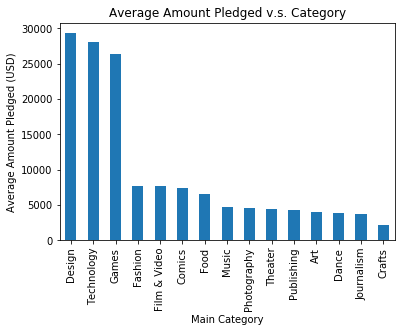 Average Amount Pledged v.s. Category
Average Amount Pledged (USD)
30000
25000
20000
15000
10000
5000
0
Design
Technology
Games
Fashion
Film & Video
Comics
Food
Music
Photography
Theater
Publishing
Art
Dance
Journalism
Crafts
Main Category